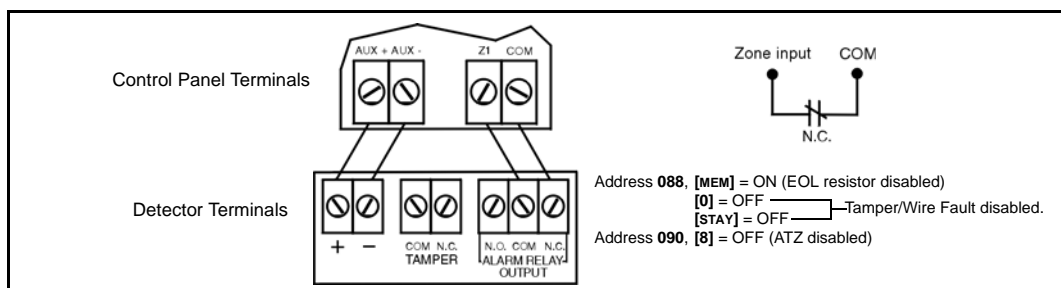 AUX + AUX - Z1 COM
Control Panel Terminals
Zone input COM
N.C.
Detector Terminals
+ −
COM N.C.
TAMPER
N.O. COM N.C.
ALARM RELAY
OUTPUT
Address 088, [MEM] = ON (EOL resistor disabled)
[0] = OFF
[STAY] = OFF
Tamper/Wire Fault disabled.
Address 090, [8] = OFF (ATZ disabled)